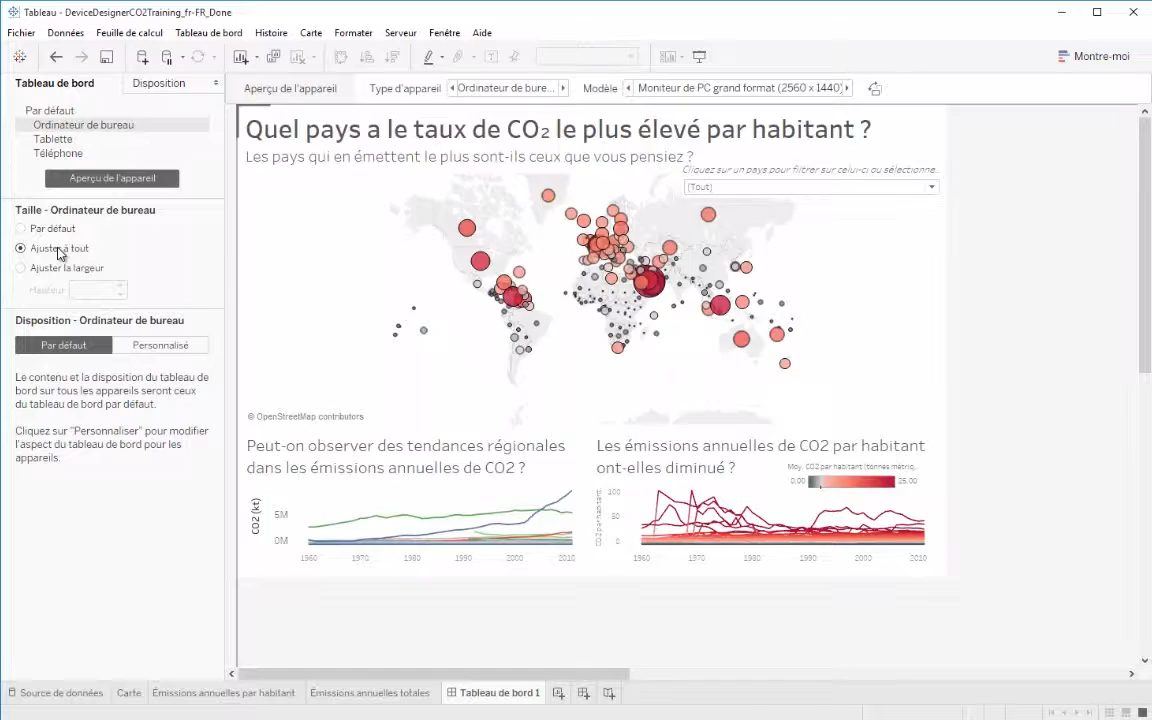 Tableau - DeviceDesignerCO2Training_fr-FR_Done
Fichier Données Feuille de calcul Tableau de bord Histoire Carte Formater Serveur Fenêtre Aide
Montre-moi
Tableau de bord Disposition
Aperçu de l'appareil Type d'appareil Ordinateur de bure... Modèle Moniteur de PC grand format (2560 x 1440)
Par défaut
Ordinateur de bureau
Tablette
Téléphone
Aperçu de l'appareil
Taille - Ordinateur de bureau
Par défaut
Ajuster à tout
Ajuster la largeur
Hauteur
Disposition - Ordinateur de bureau
Par défaut Personnalisé
Le contenu et la disposition du tableau de
bord sur tous les appareils seront ceux
du tableau de bord par défaut.
Cliquez sur "Personnaliser" pour modifier
l'aspect du tableau de bord pour les
appareils.
Quel pays a le taux de CO₂ le plus élevé par habitant ?
Les pays qui en émettent le plus sont-ils ceux que vous pensiez ?
Cliquez sur un pays pour filtrer sur celui-ci ou sélectionne..
(Tout)
© OpenStreetMap contributors
Peut-on observer des tendances régionales
dans les émissions annuelles de CO2 ?
CO2 (kt)
5M
0M
1960 1970 1980 1990 2000 2010
Les émissions annuelles de CO2 par habitant
ont-elles diminué ?
Moy. CO2 par habitant (tonnes métriq..
0,00 25,00
CO2 par habitant
100
50
0
1960 1970 1980 1990 2000 2010
Source de données Carte Émissions annuelles par habitant Émissions annuelles totales Tableau de bord 1